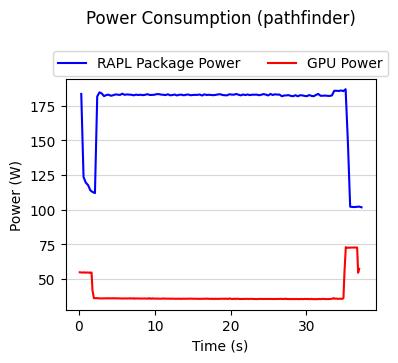 Power Consumption (pathfinder)
RAPL Package Power
GPU Power
175
150
125
100
75
50
Power (W)
0
10
20
30
Time (s)